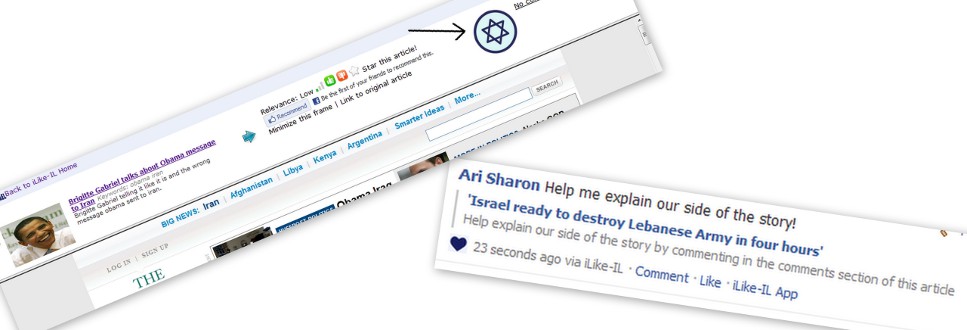 No
Back to iLike-IL Home
Brigitte Gabriel talks about Obama message
to Iran Keywords: obama iran
Brigitte Gabriel telling it like it is and the wrong
message obama sent to iran.
Relevance: Low Star this article!
Recommend Be the first of your friends to recommend this.
Minimize this frame | Link to original article
SEARCH
BIG NEWS: Iran | Afghanistan | Libya | Kenya | Argentina | Smarter Ideas | More...
LOG IN | SIGN UP
THE
Obama Iran
Ari Sharon Help me explain our side of the story!
'Israel ready to destroy Lebanese Army in four hours'
Help explain our side of the story by commenting in the comments section of this article
23 seconds ago via iLike-IL · Comment · Like · iLike-IL App